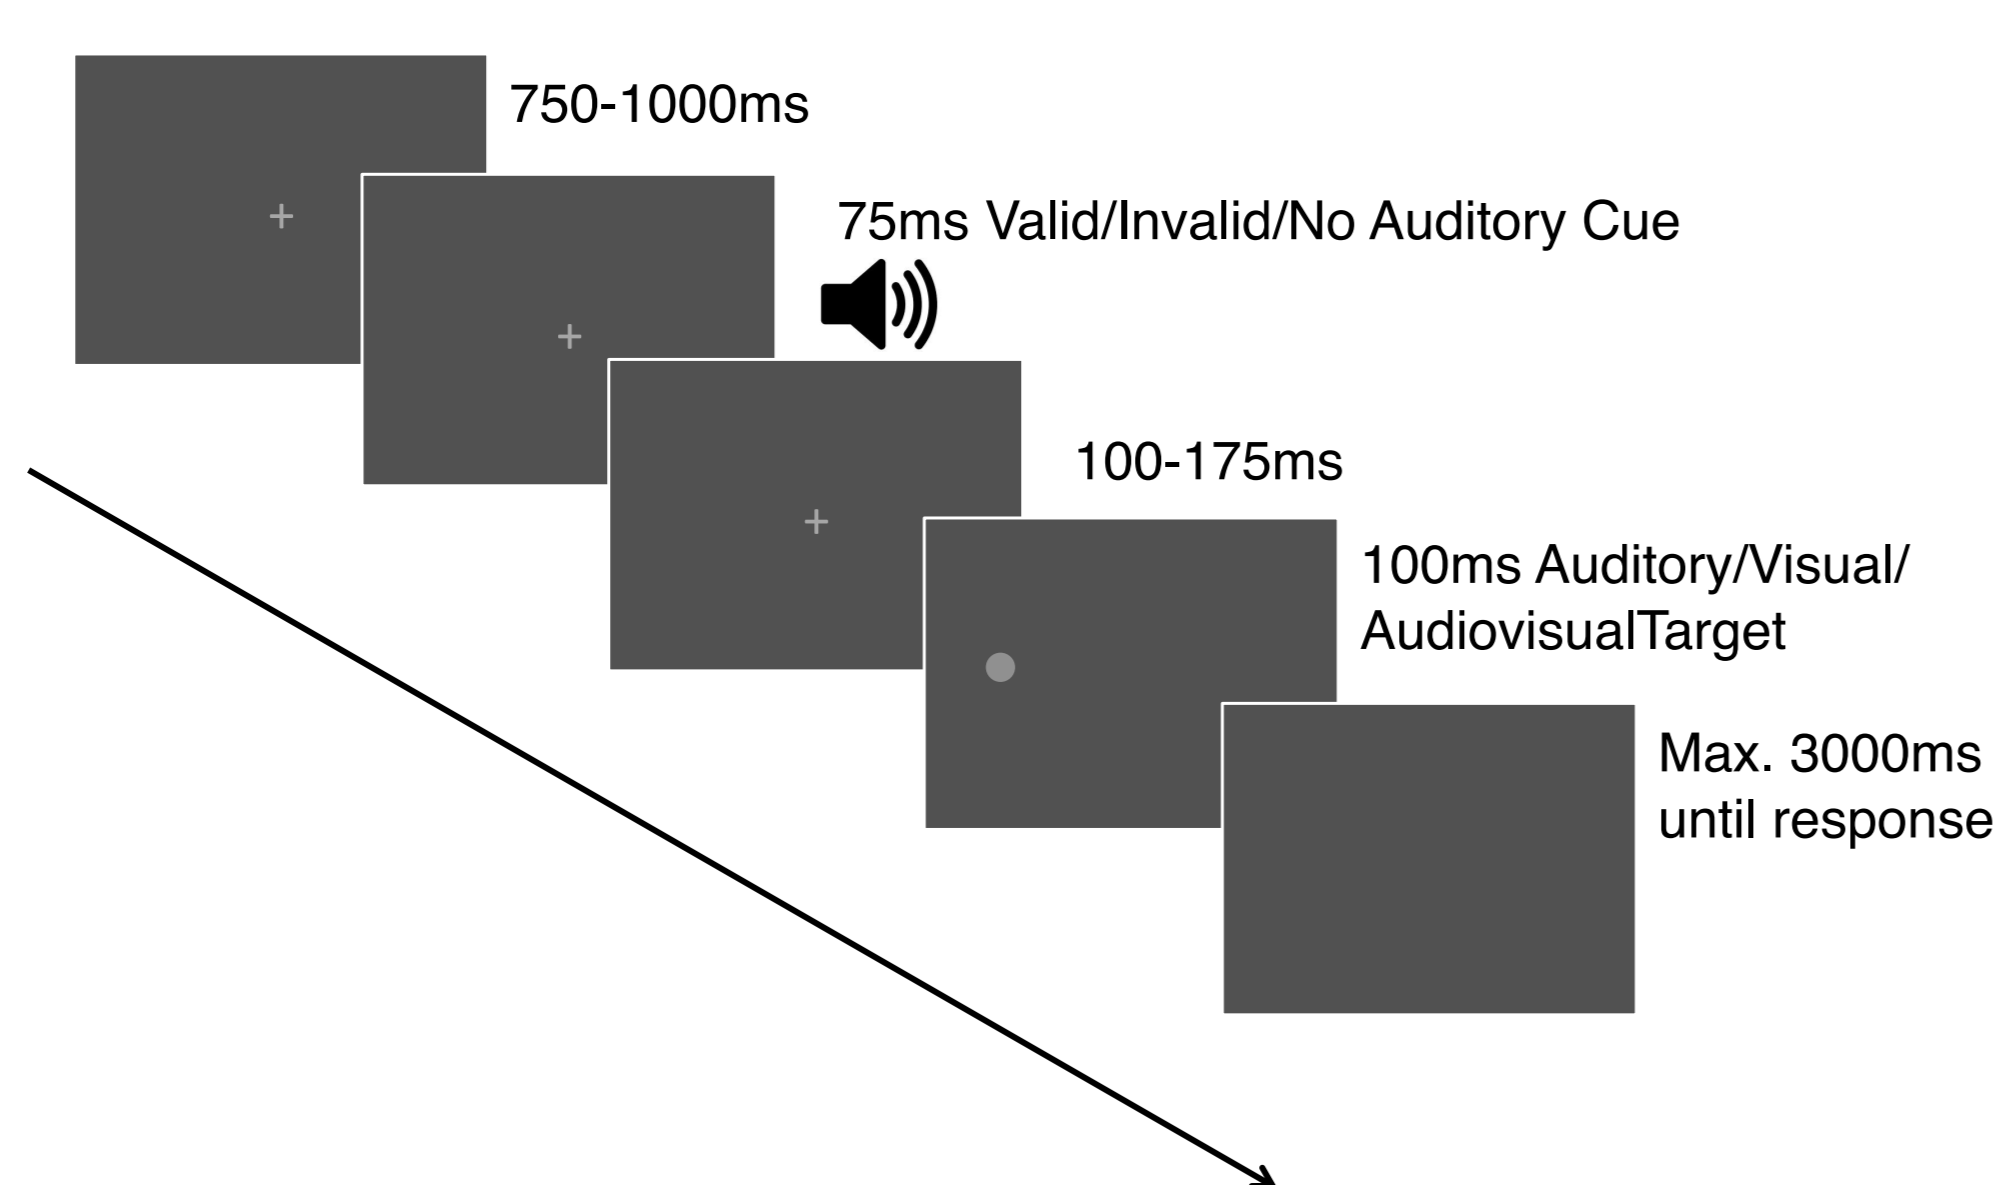 750-1000ms
75ms Valid/Invalid/No Auditory Cue
100-175ms
100ms Auditory/Visual/
AudiovisualTarget
Max. 3000ms
until response